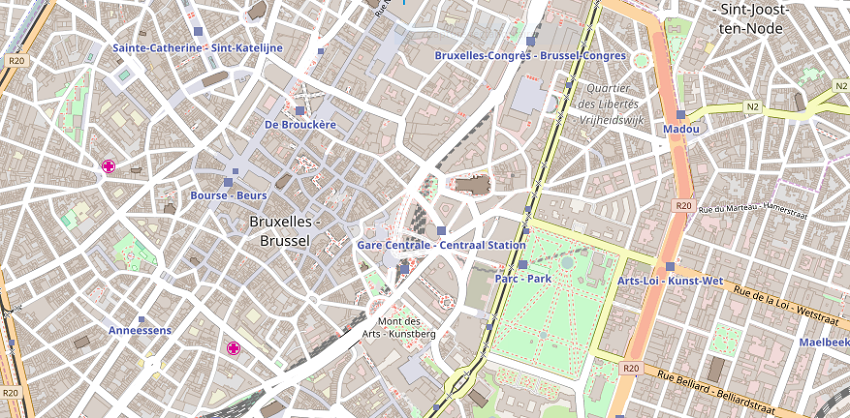 Sint-Joost-
ten-Node
Sainte-Catherine - Sint-Katelijne
Bruxelles-Congrès - Brussel-Congres
R20
Quartier
des Libertés
- Vrijheidswijk
N2
N2
De Brouckère
Madou
Bourse - Beurs
R20
Rue du Marteau - Hamerstraat
Bruxelles -
Brussel
Gare Centrale - Centraal Station
Parc - Park
Arts-Loi - Kunst-Wet
Rue de la Loi - Wetstraat
Mont des
Arts - Kunstberg
Anneessens
Maelbeek
R20
Rue Belliard - Belliardstraat
R20